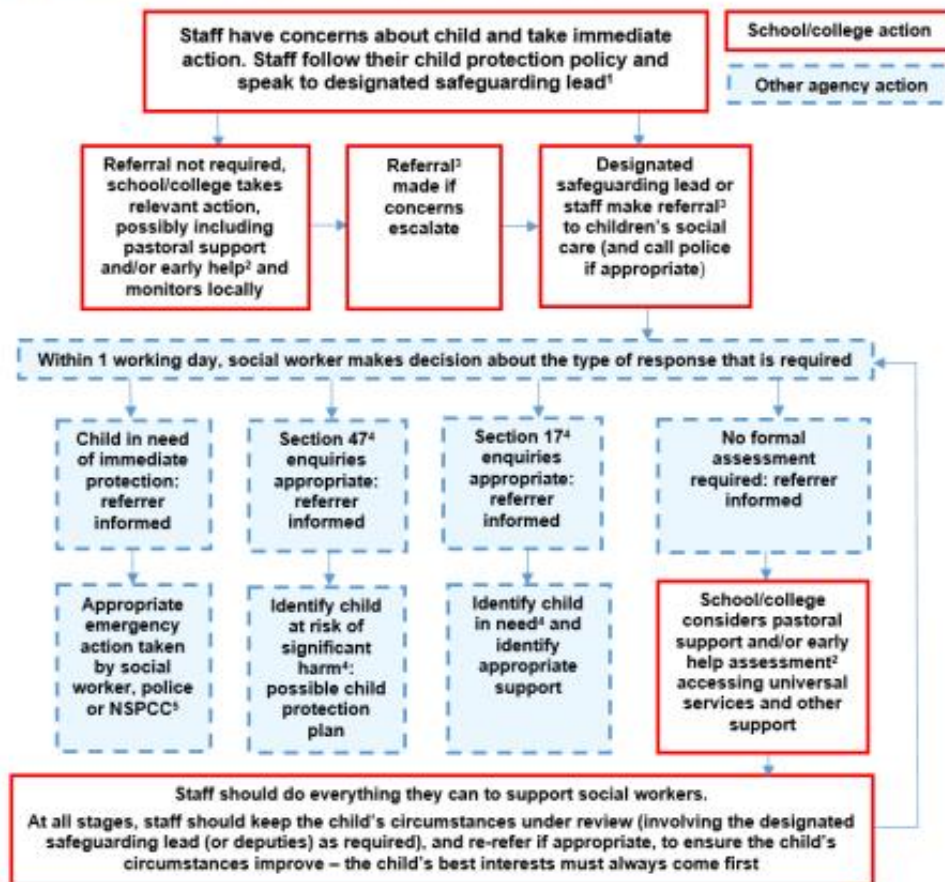 Staff have concerns about child and take immediate
action. Staff follow their child protection policy and
speak to designated safeguarding lead¹
School/college action
Other agency action
Referral not required,
school/college takes
relevant action,
possibly including
pastoral support
and/or early help² and
monitors locally
Referral³
made if
concerns
escalate
Designated
safeguarding lead or
staff make referral³
to children's social
care (and call police
if appropriate)
Within 1 working day, social worker makes decision about the type of response that is required
Child in need
of immediate
protection:
referrer
informed
Section 47⁴
enquiries
appropriate:
referrer
informed
Section 17⁴
enquiries
appropriate:
referrer
informed
No formal
assessment
required: referrer
informed
Appropriate
emergency
action taken
by social
worker, police
or NSPCC⁵
Identify child
at risk of
significant
harm⁴:
possible child
protection
plan
Identify child
in need⁴ and
identify
appropriate
support
School/college
considers pastoral
support and/or early
help assessment²
accessing universal
services and other
support
Staff should do everything they can to support social workers.
At all stages, staff should keep the child's circumstances under review (involving the designated
safeguarding lead (or deputies) as required), and re-refer if appropriate, to ensure the child's
circumstances improve – the child's best interests must always come first